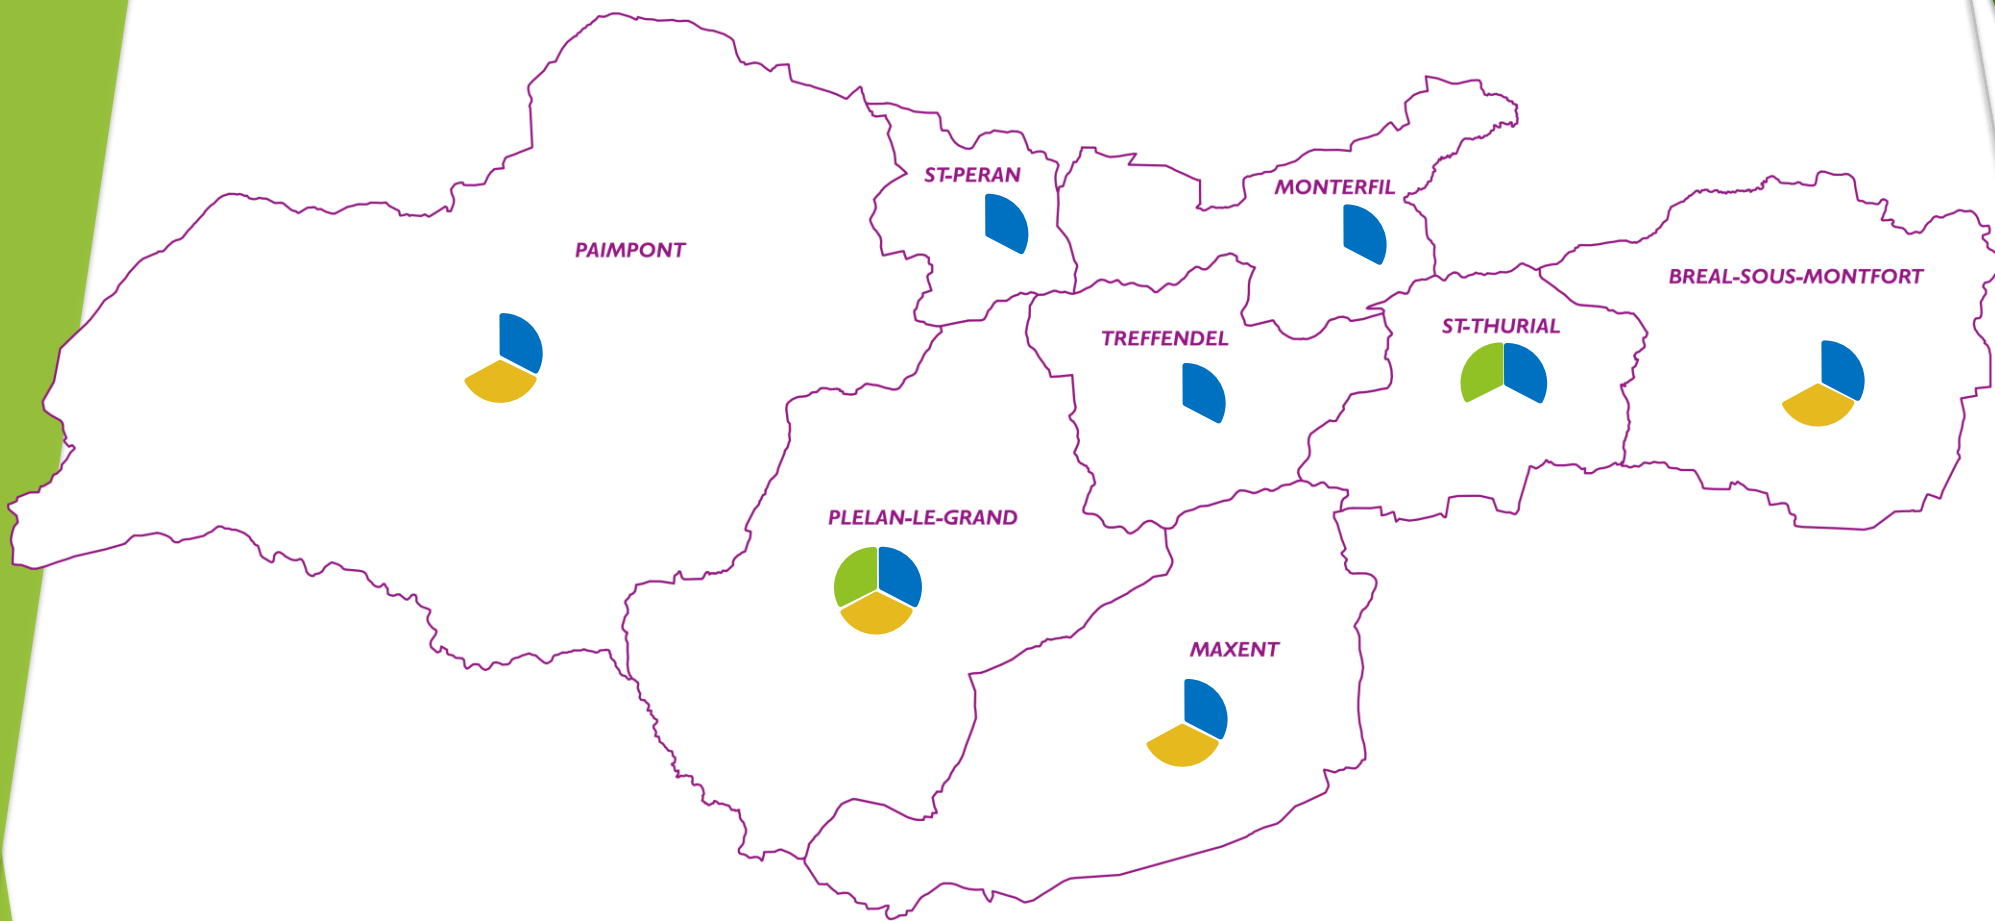 ST-PERAN
MONTERFIL
PAIMPONT
BREAL-SOUS-MONTFORT
ST-THURIAL
TREFFENDEL
PLELAN-LE-GRAND
MAXENT